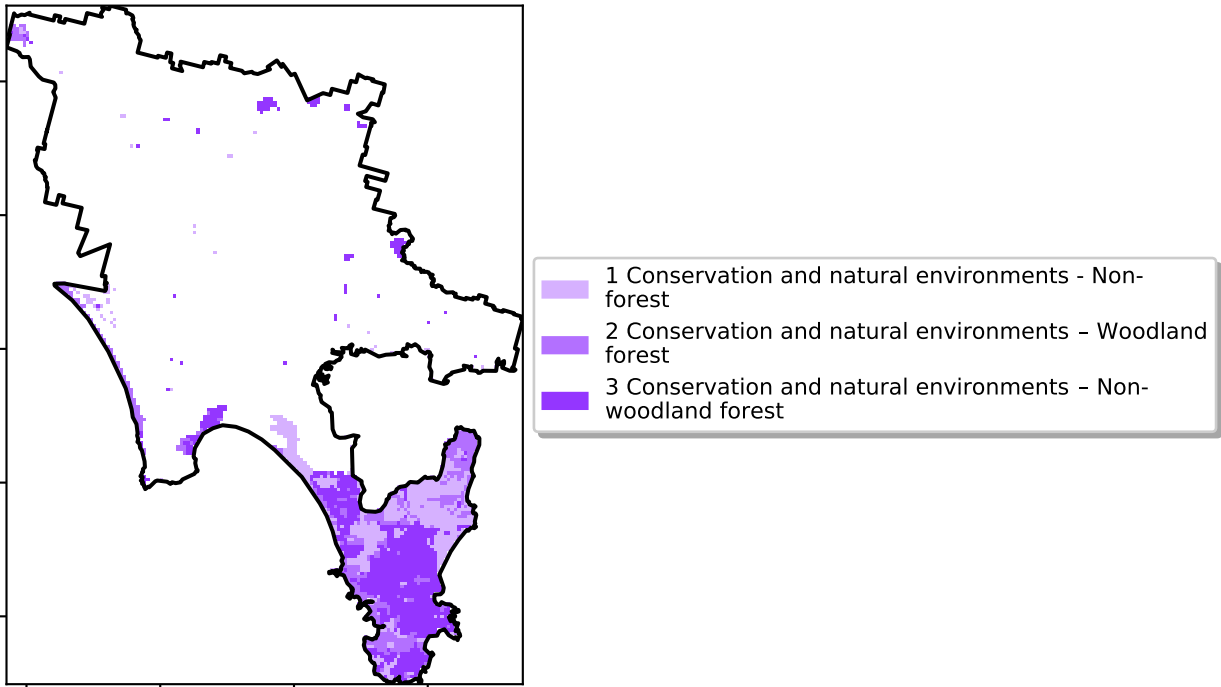 1 Conservation and natural environments - Non-
forest
2 Conservation and natural environments – Woodland
forest
3 Conservation and natural environments – Non-
woodland forest